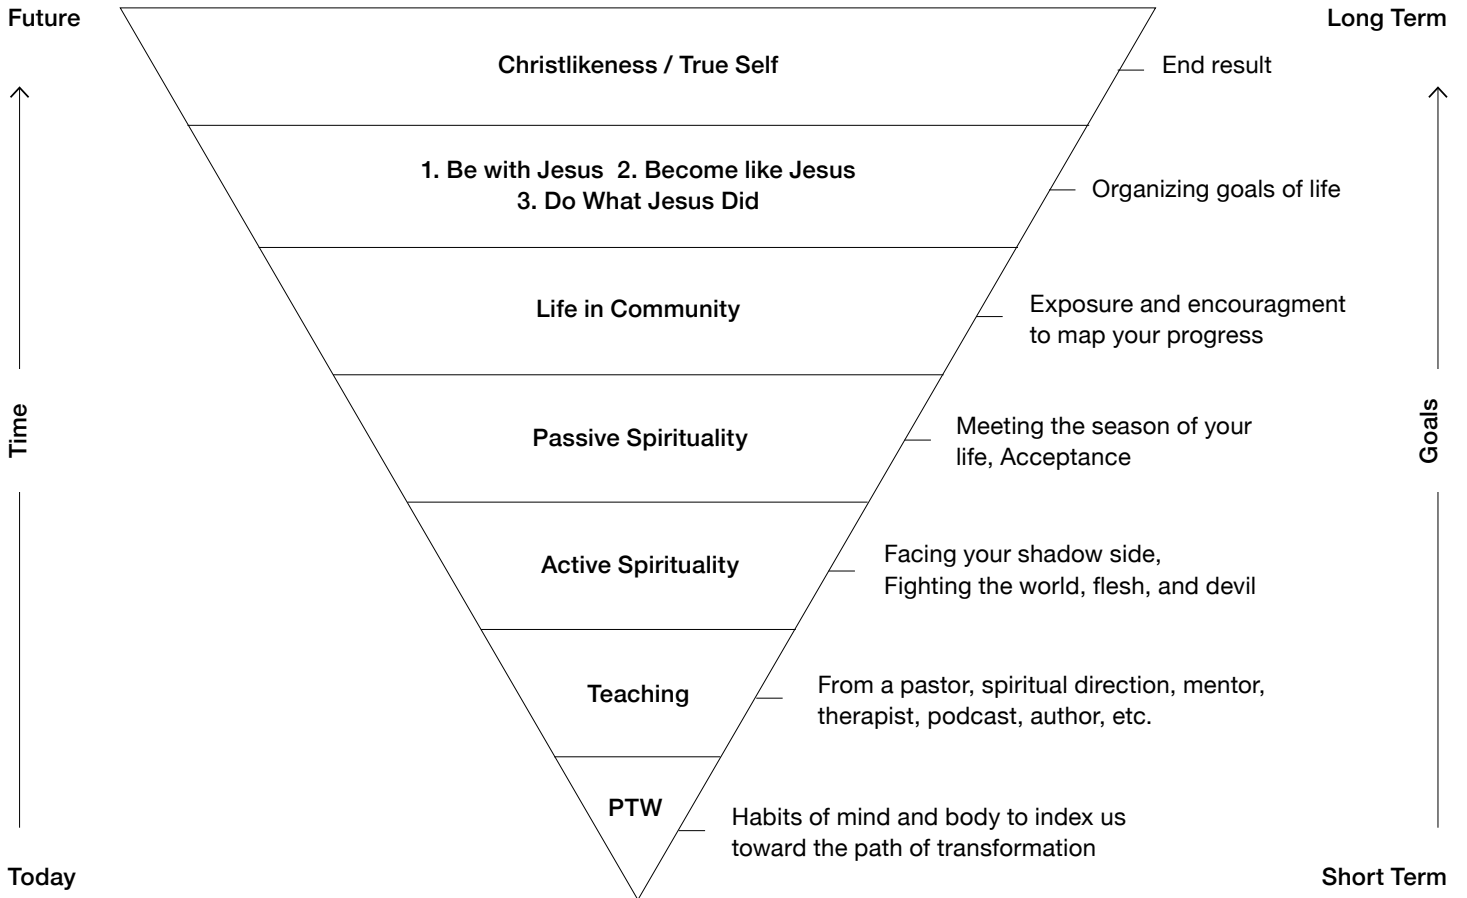 Future
Long Term
Christlikeness / True Self
End result
1. Be with Jesus  2. Become like Jesus
3. Do What Jesus Did
Organizing goals of life
Life in Community
Exposure and encouragment
to map your progress
Time
Goals
Passive Spirituality
Meeting the season of your
life, Acceptance
Active Spirituality
Facing your shadow side,
Fighting the world, flesh, and devil
Teaching
From a pastor, spiritual direction, mentor,
therapist, podcast, author, etc.
PTW
Habits of mind and body to index us
toward the path of transformation
Today
Short Term